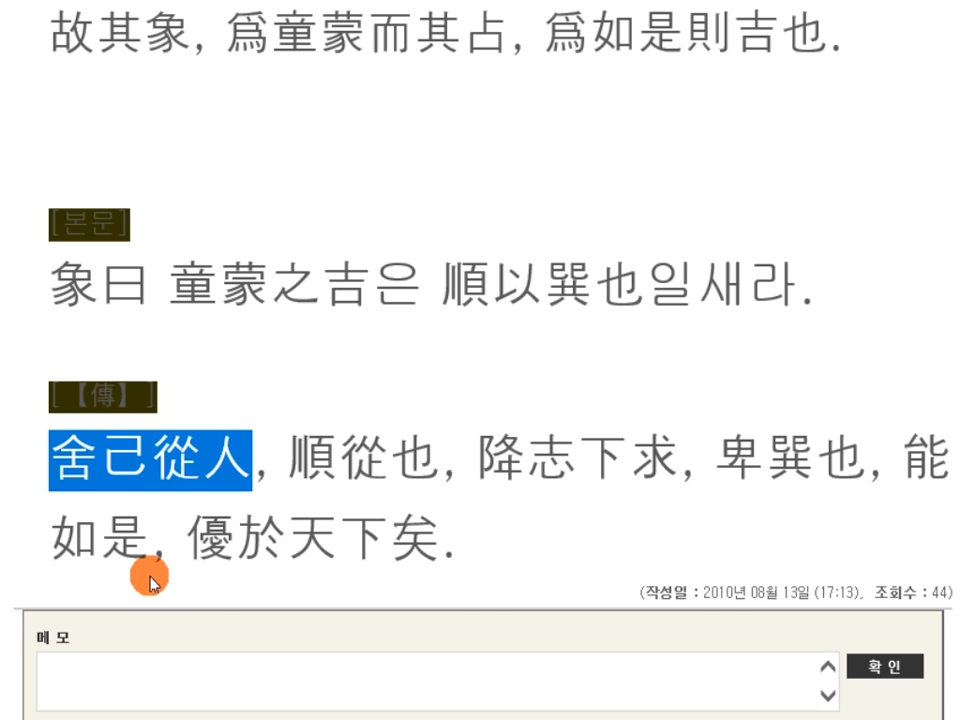 故其象, 爲童蒙而其占, 爲如是則吉也.
[본문]
象曰 童蒙之吉은 順以巽也일새라.
[【傳】]
舍己從人, 順從也, 降志下求, 卑巽也, 能
如是, 優於天下矣.
(작성일 : 2010년 08월 13일 (17:13), 조회수 : 44)
메 모
확 인